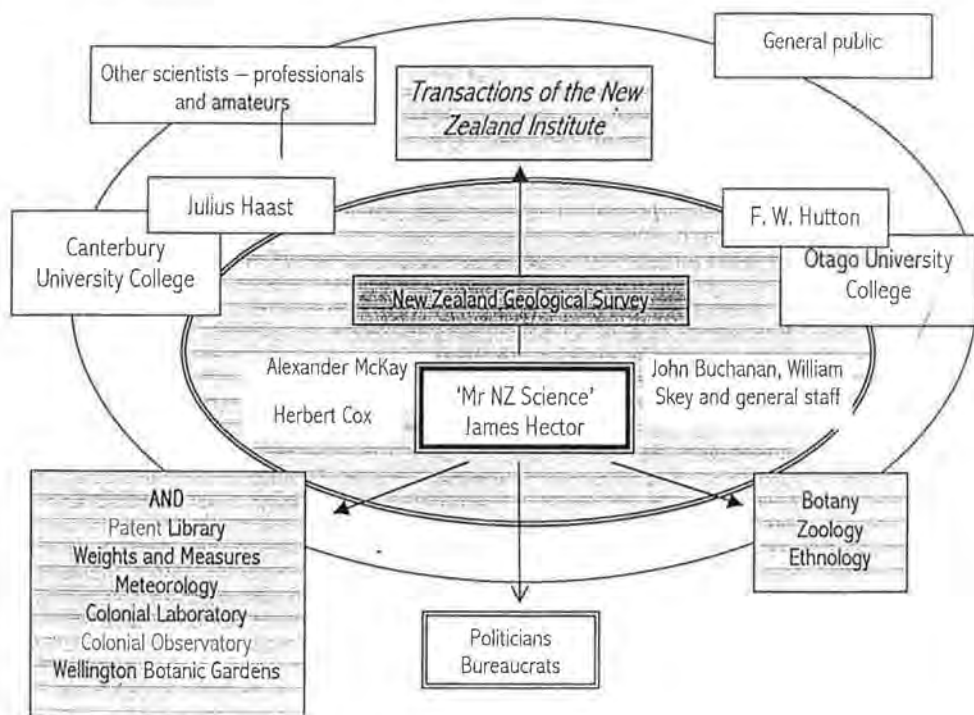 General public
Other scientists – professionals
and amateurs
Transactions of the New
Zealand Institute
Julius Haast
F. W. Hutton
Canterbury
University College
Otago University
College
New Zealand Geological Survey
Alexander McKay
Herbert Cox
'Mr NZ Science'
James Hector
John Buchanan, William
Skey and general staff
AND
Patent Library
Weights and Measures
Meteorology
Colonial Laboratory
Colonial Observatory
Wellington Botanic Gardens
Botany
Zoology
Ethnology
Politicians
Bureaucrats